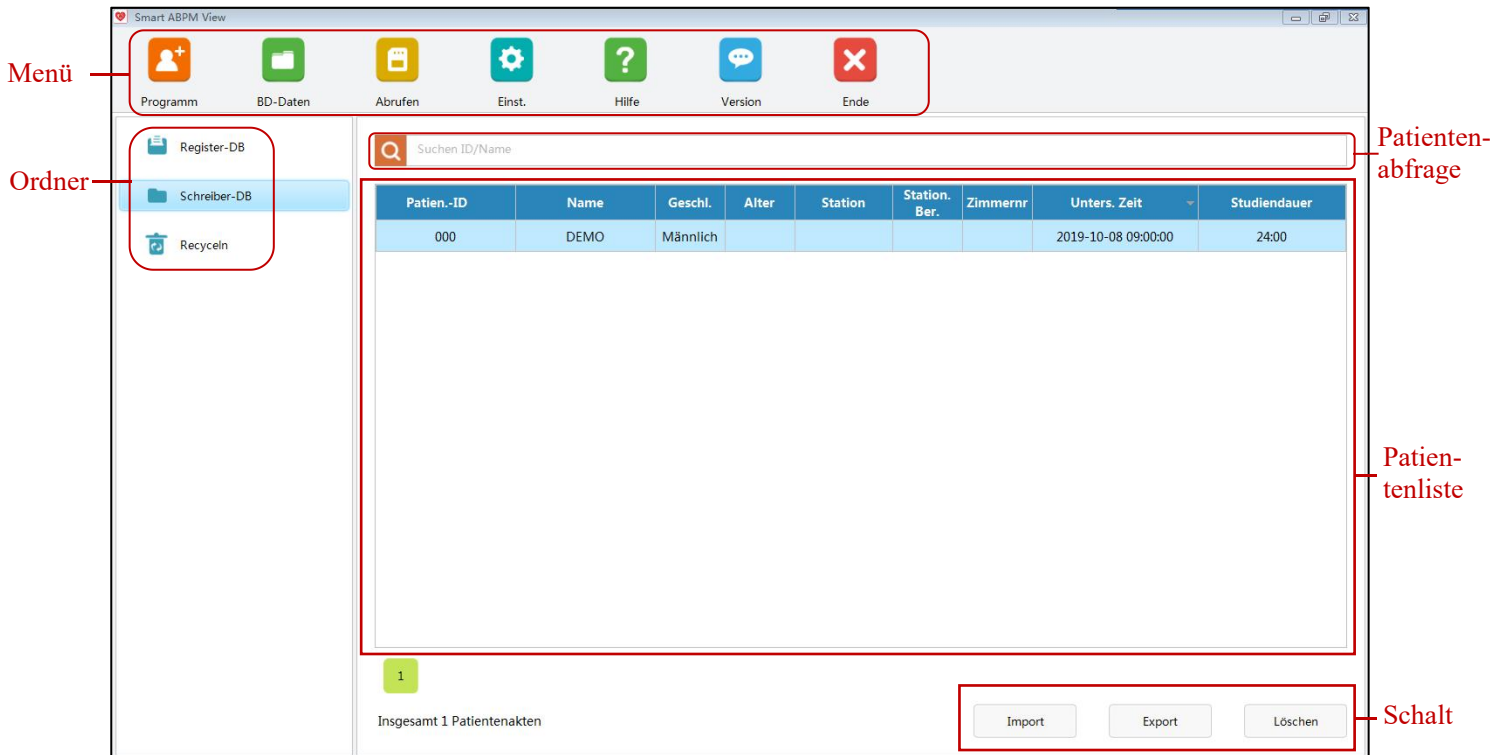 Smart ABPM View
Menü
Programm BD-Daten Abrufen Einst. Hilfe Version Ende
Ordner
Register-DB
Schreiber-DB
Recyceln
Suchen ID/Name
Patienten-
abfrage
Patien.-ID Name Geschl. Alter Station Station. Ber. Zimmernr Unters. Zeit Studiendauer
000 DEMO Männlich 2019-10-08 09:00:00 24:00
Patien-
tenliste
1
Insgesamt 1 Patientenakten
Import Export Löschen
Schalt